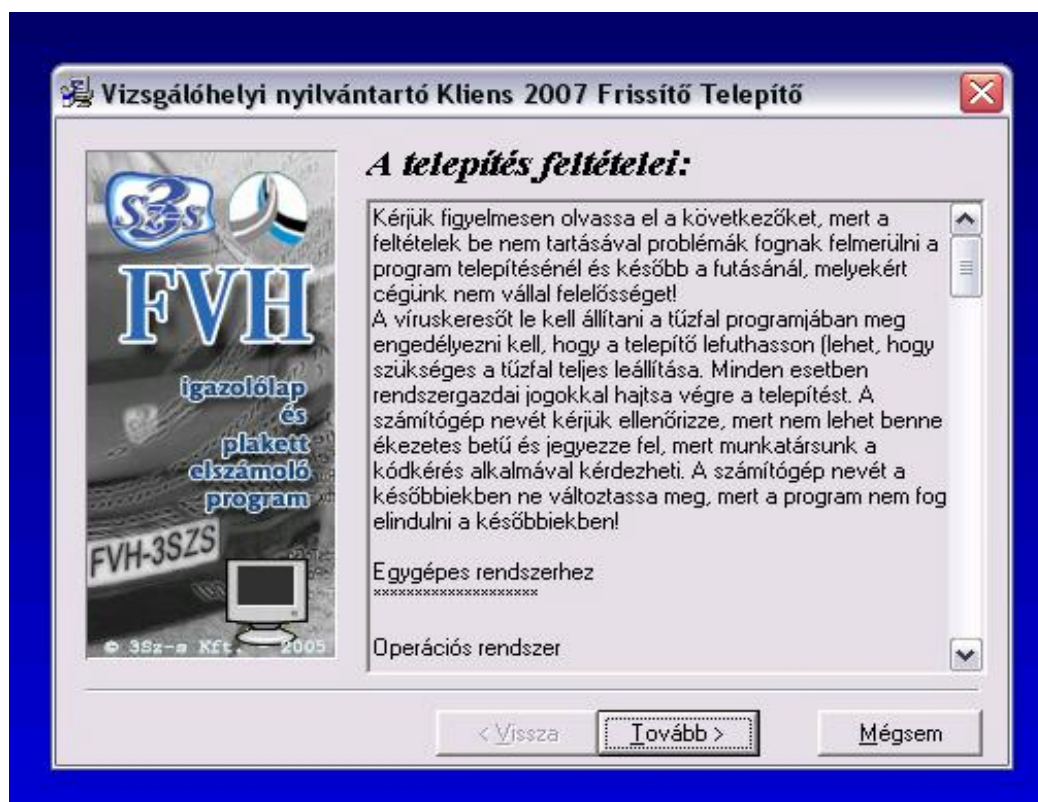 Vizsgálóhelyi nyilvántartó Kliens 2007 Frissítő Telepítő
3
Sz-s
FVH
igazolólap
és
plakett
elszámoló
program
FVH-3SZS
© 3Sz-s Kft. 2005
A telepítés feltételei:
Kérjük figyelmesen olvassa el a következőket, mert a
feltételek be nem tartásával problémák fognak felmerülni a
program telepítésénél és később a futásánál, melyekért
cégünk nem vállal felelősséget!
A víruskeresőt le kell állítani a tűzfal programjában meg
engedélyezni kell, hogy a telepítő lefuthasson (lehet, hogy
szükséges a tűzfal teljes leállítása. Minden esetben
rendszergazdai jogokkal hajtsa végre a telepítést. A
számítógép nevét kérjük ellenőrizze, mert nem lehet benne
ékezetes betű és jegyezze fel, mert munkatársunk a
kódkérés alkalmával kérdezheti. A számítógép nevét a
későbbiekben ne változtassa meg, mert a program nem fog
elindulni a későbbiekben!
Egygépes rendszerhez
********************
Operációs rendszer
< Vissza
Tovább >
Mégsem